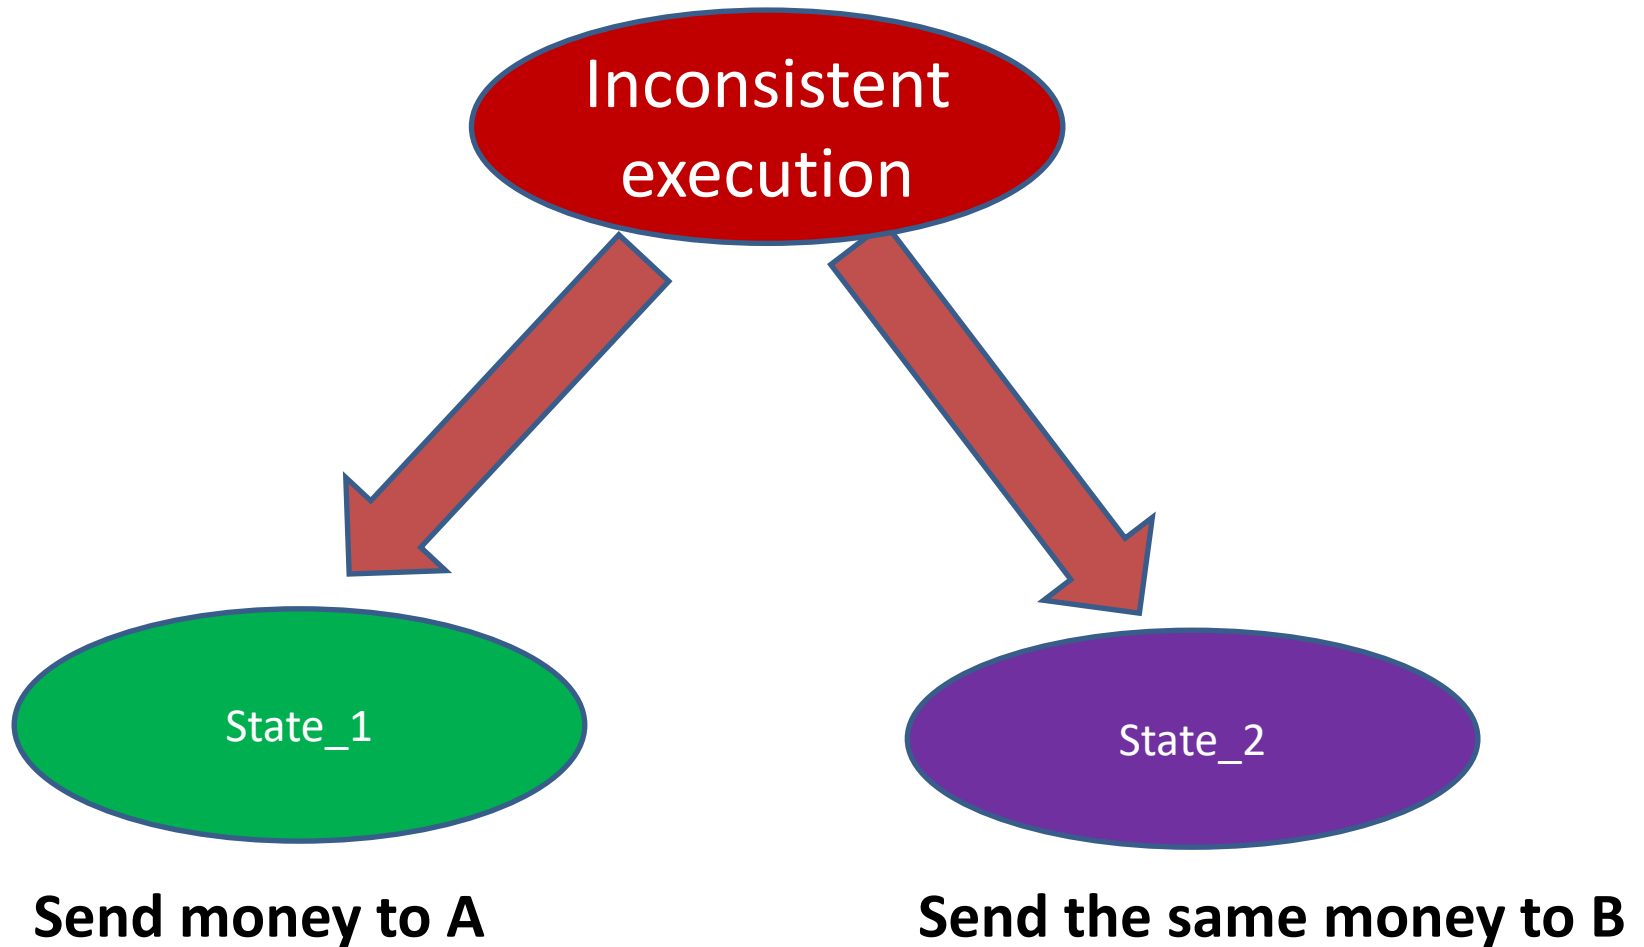 Inconsistent
execution
State_1
State_2
Send money to A
Send the same money to B